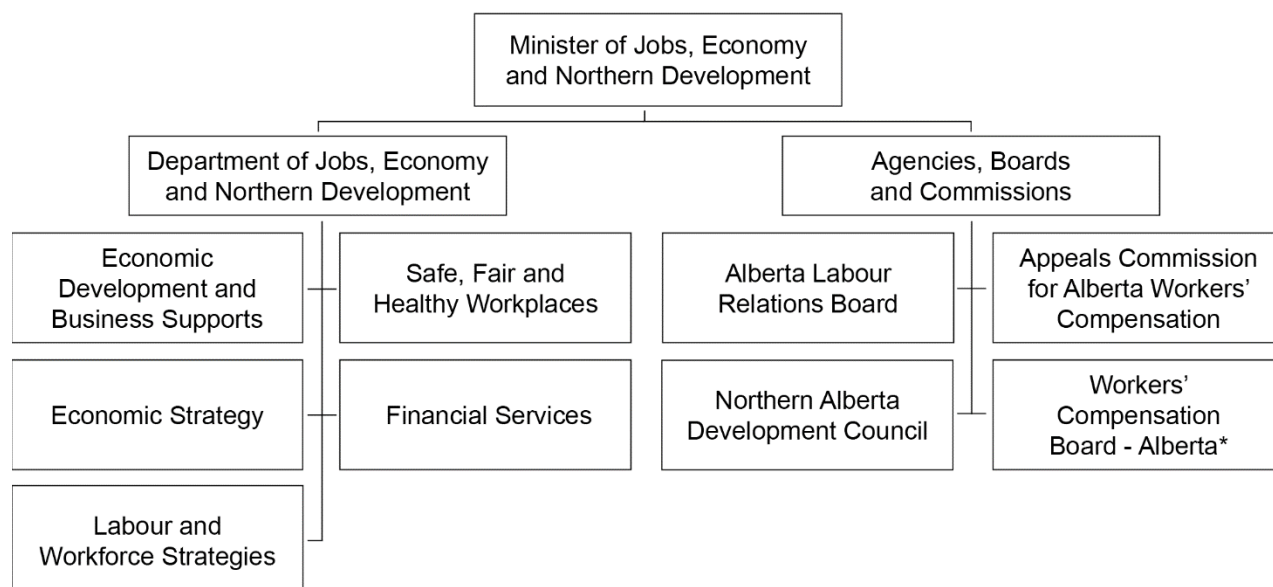 Minister of Jobs, Economy
and Northern Development
Department of Jobs, Economy
and Northern Development
Agencies, Boards
and Commissions
Economic
Development and
Business Supports
Safe, Fair and
Healthy Workplaces
Alberta Labour
Relations Board
Appeals Commission
for Alberta Workers’
Compensation
Economic Strategy
Financial Services
Northern Alberta
Development Council
Workers’
Compensation
Board - Alberta*
Labour and
Workforce Strategies